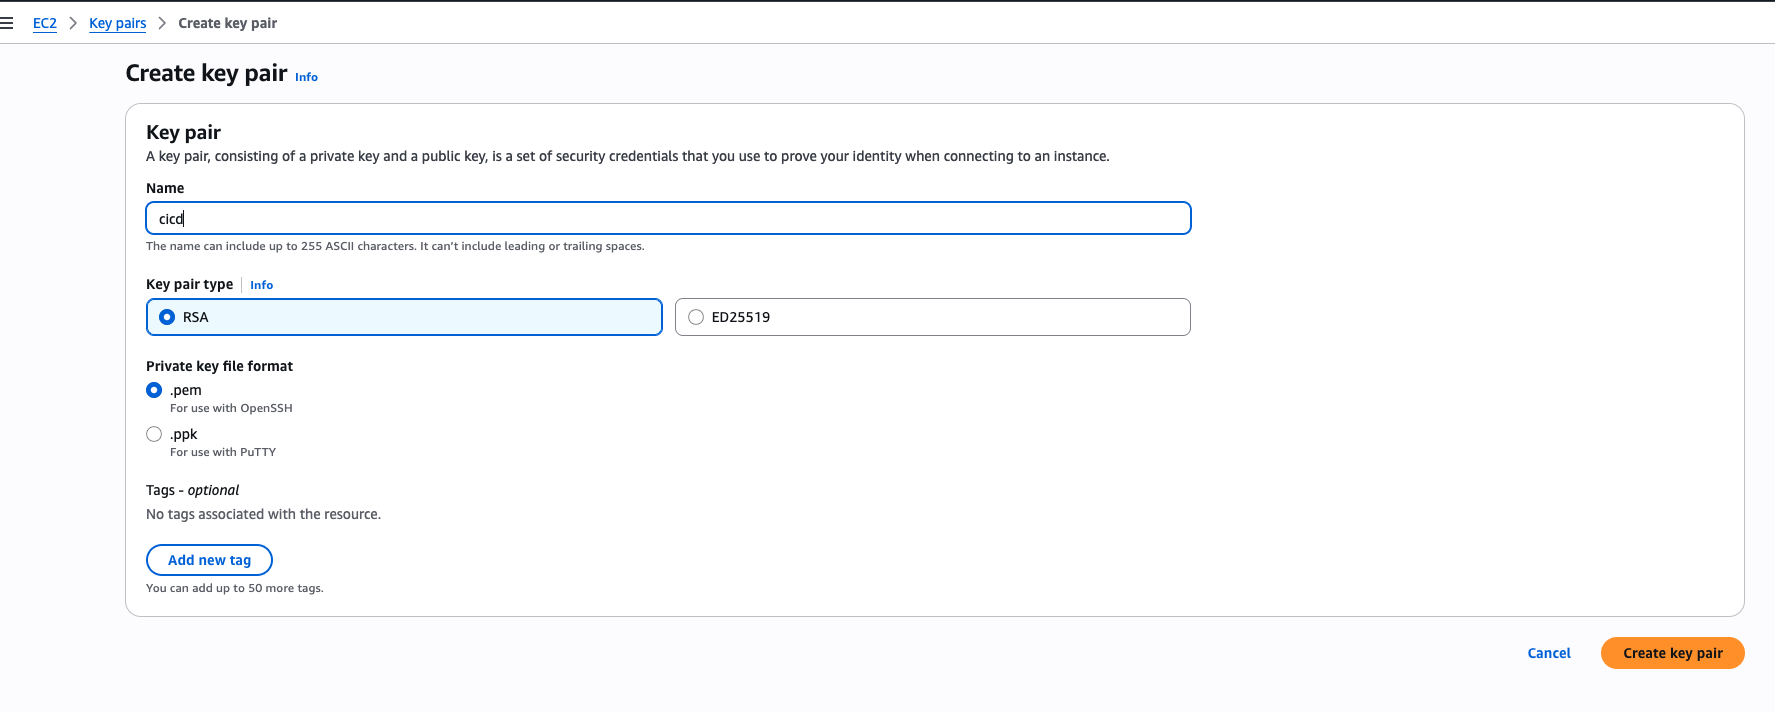 EC2 > Key pairs > Create key pair
Create key pair Info
Key pair
A key pair, consisting of a private key and a public key, is a set of security credentials that you use to prove your identity when connecting to an instance.
Name
cicd
The name can include up to 255 ASCII characters. It can’t include leading or trailing spaces.
Key pair type Info
RSA ED25519
Private key file format
.pem
For use with OpenSSH
.ppk
For use with PuTTY
Tags - optional
No tags associated with the resource.
Add new tag
You can add up to 50 more tags.
Cancel Create key pair